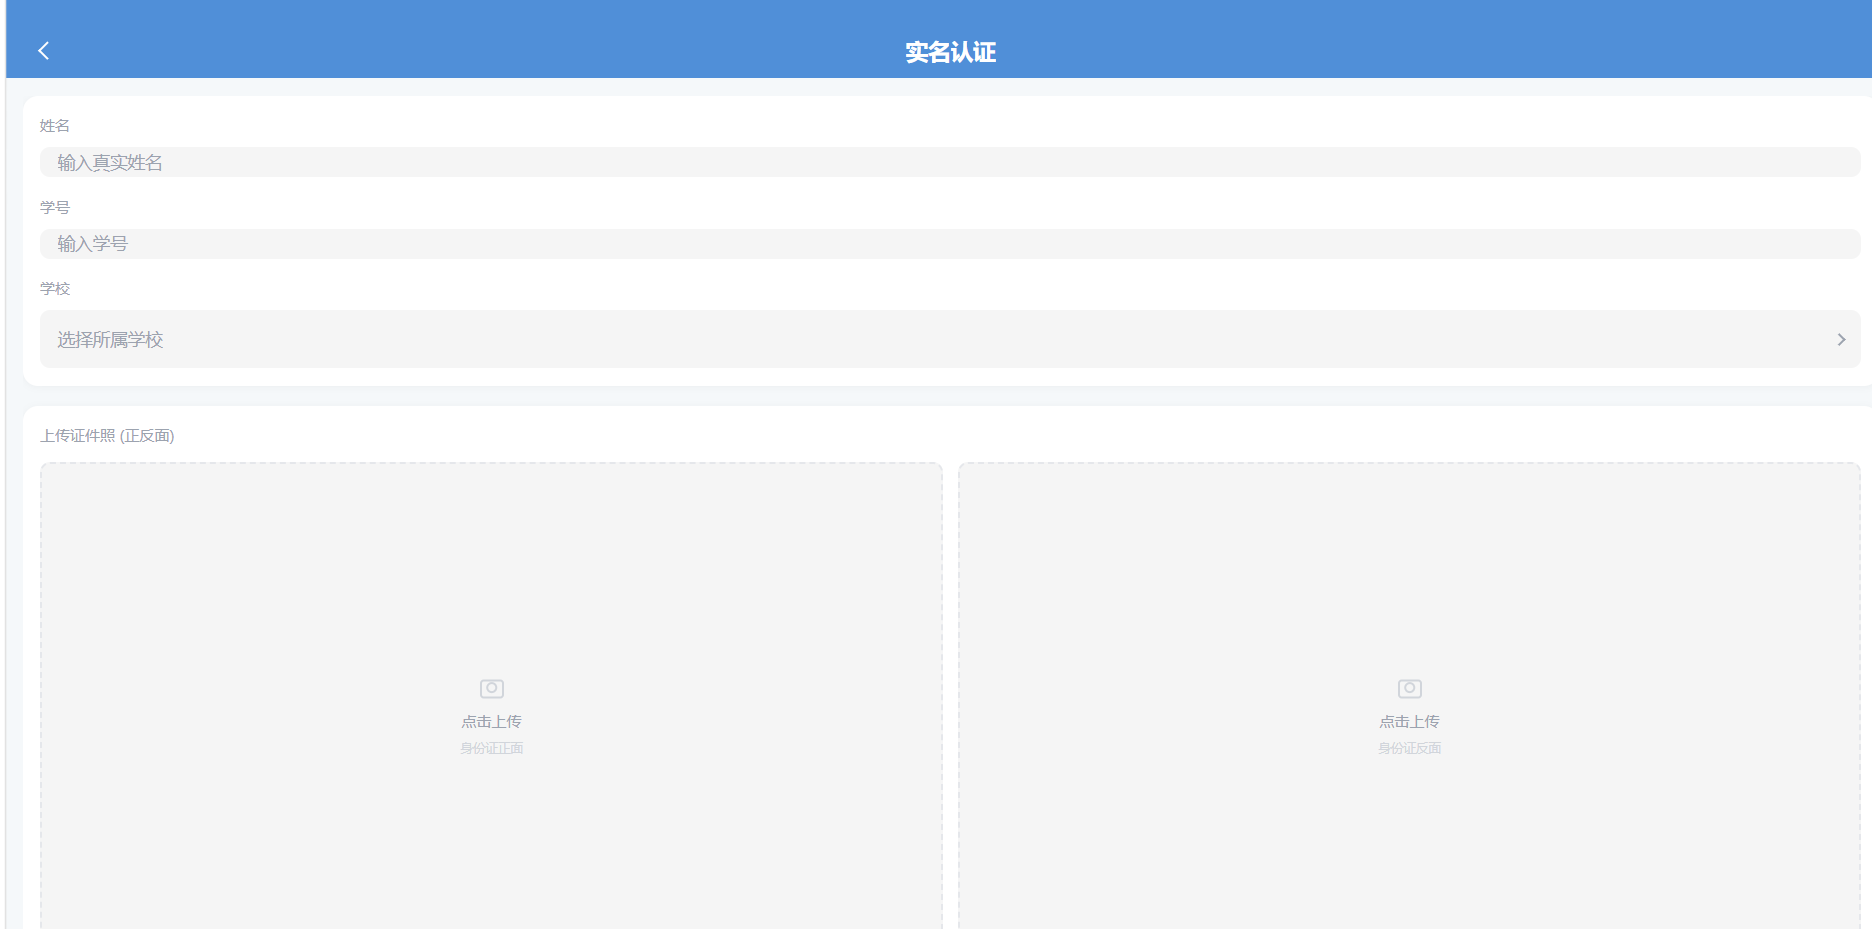 实名认证
姓名
输入真实姓名
学号
输入学号
学校
选择所属学校
上传证件照 (正反面)
点击上传
身份证正面
点击上传
身份证反面